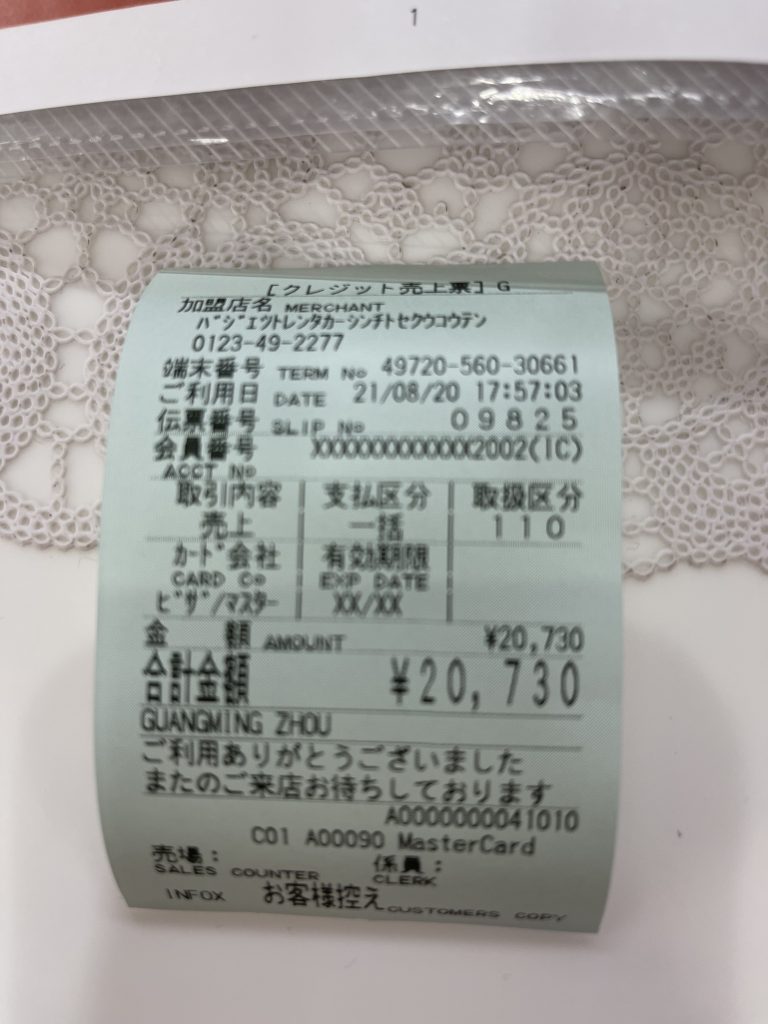 1
[クレジット売上票] G
加盟店名 MERCHANT
バジェツトレンタカーシンチトセクウコウテン
0123-49-2277
端末番号 TERM No 49720-560-30661
ご利用日 DATE 21/08/20 17:57:03
伝票番号 SLIP No 09825
会員番号 XXXXXXXXXXXX2002(IC)
ACCT No
取引内容 支払区分 取扱区分
売上 一括 110
カード会社 有効期限
CARD Co EXP DATE
ビザ/マスター XX/XX
金 額 AMOUNT ¥20,730
合計金額 ¥20,730
GUANGMING ZHOU
ご利用ありがとうございました
またのご来店お待ちしております
A0000000041010
C01 A00090 MasterCard
売場: 係員:
SALES COUNTER CLERK
INFOX お客様控え CUSTOMERS COPY